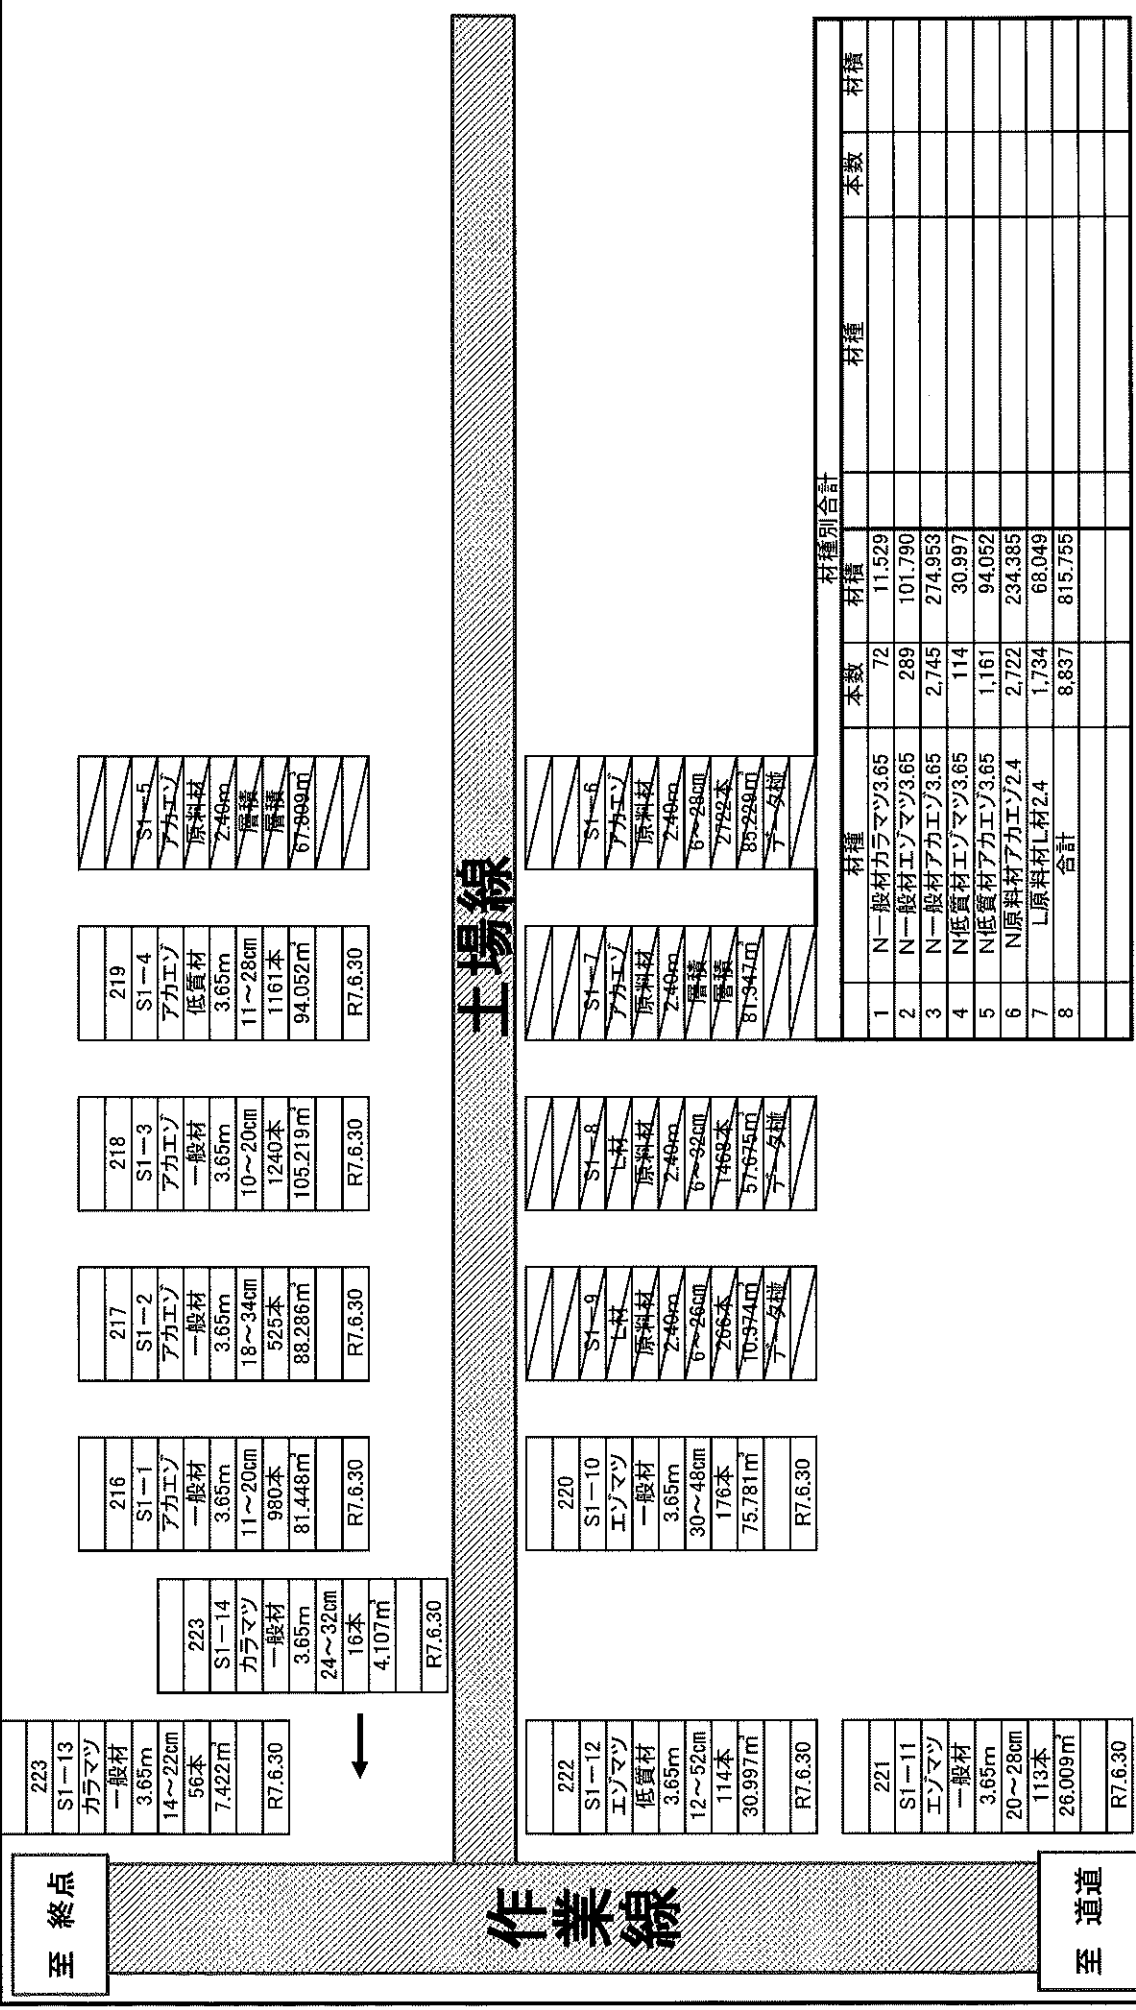 至 終点
223
S1－13
カラマツ
一般材
3.65m
14～22cm
56本
7.422㎥
R7.6.30
223
S1－14
カラマツ
一般材
3.65m
24～32cm
16本
4.107㎥
R7.6.30
216
S1－1
アカエゾ
一般材
3.65m
11～20cm
980本
81.448㎥
R7.6.30
217
S1－2
アカエゾ
一般材
3.65m
18～34cm
525本
88.286㎥
R7.6.30
218
S1－3
アカエゾ
一般材
3.65m
10～20cm
1240本
105.219㎥
R7.6.30
219
S1－4
アカエゾ
低質材
3.65m
11～28cm
1161本
94.052㎥
R7.6.30
S1－5
アカエゾ
原料材
2.40m
層積
層積
67.809㎥
土場線
作業線
222
S1－12
エゾマツ
低質材
3.65m
12～52cm
114本
30.997㎥
R7.6.30
220
S1－10
エゾマツ
一般材
3.65m
30～48cm
176本
75.781㎥
R7.6.30
S1－9
L材
原料材
2.40m
6～26cm
266本
10.374㎥
データ椪
S1－8
L材
原料材
2.40m
6～32cm
1468本
57.675㎥
データ椪
S1－7
アカエゾ
原料材
2.40m
層積
層積
81.347㎥
S1－6
アカエゾ
原料材
2.40m
6～28cm
2722本
85.229㎥
データ椪
221
S1－11
エゾマツ
一般材
3.65m
20～28cm
113本
26.009㎥
R7.6.30
至 道道
材種別合計
材種 本数 材積 材種 本数 材積
1 N一般材カラマツ3.65 72 11.529
2 N一般材エゾマツ3.65 289 101.790
3 N一般材アカエゾ3.65 2,745 274.953
4 N低質材エゾマツ3.65 114 30.997
5 N低質材アカエゾ3.65 1,161 94.052
6 N原料材アカエゾ2.4 2,722 234.385
7 L原料材L材2.4 1,734 68.049
8 合計 8,837 815.755